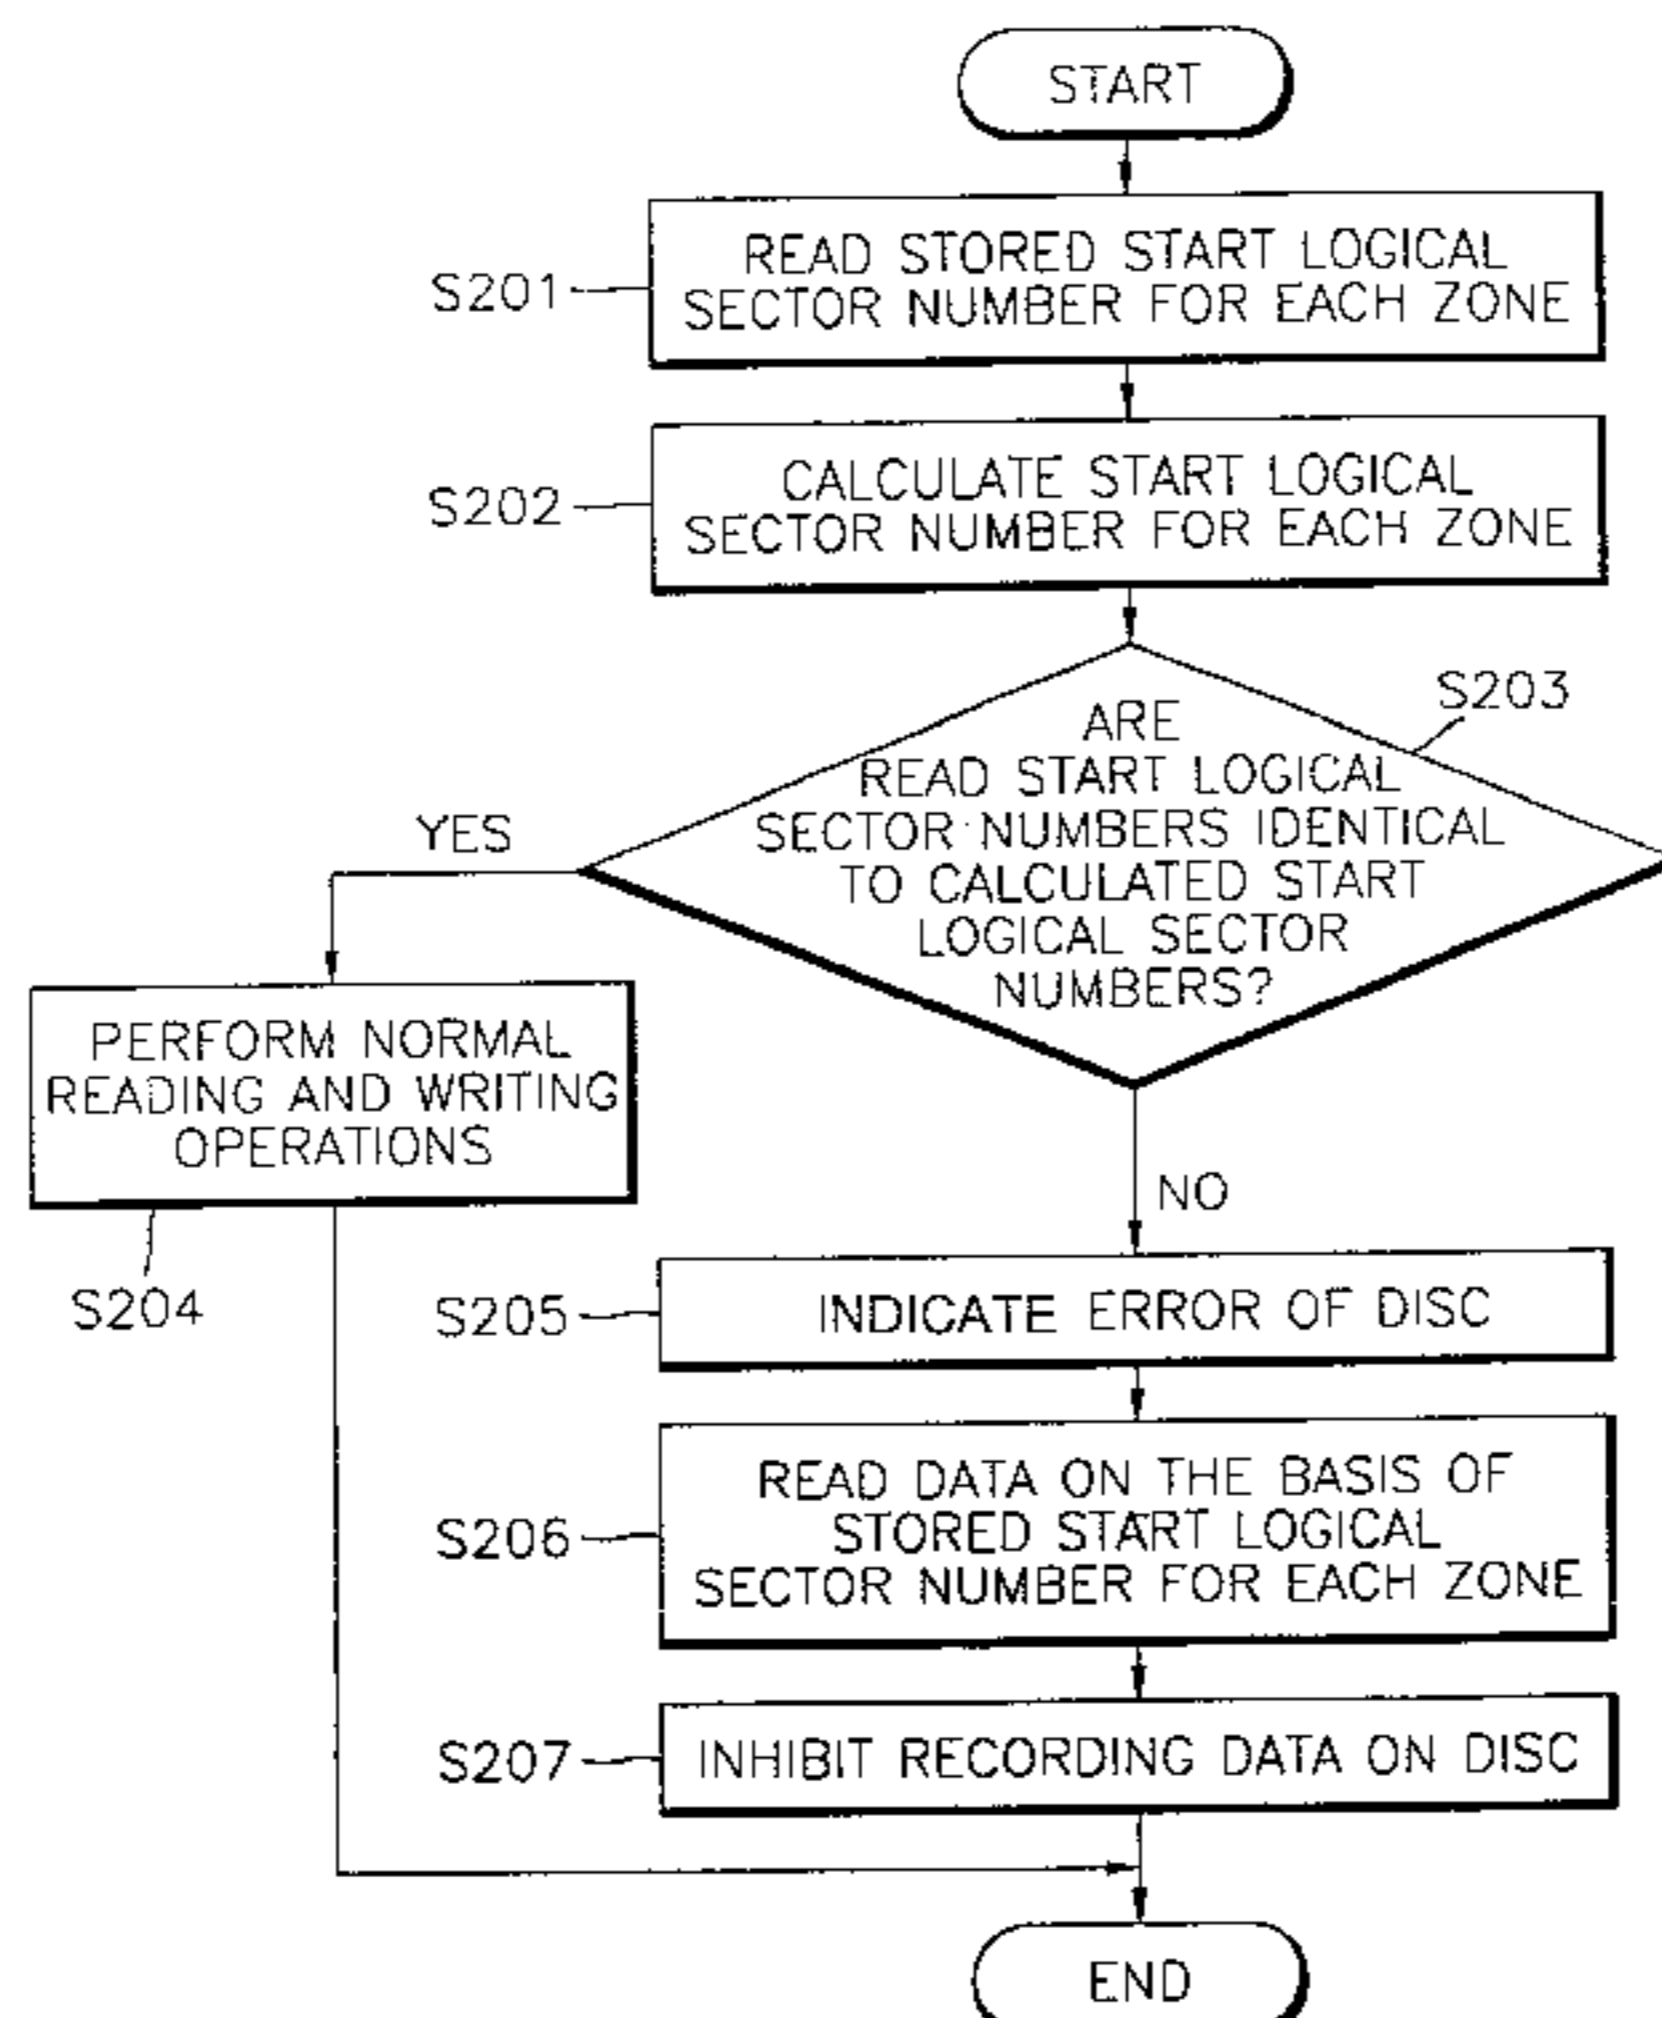 START
READ STORED START LOGICAL
SECTOR NUMBER FOR EACH ZONE
S201
CALCULATE START LOGICAL
SECTOR NUMBER FOR EACH ZONE
S202
S203
ARE
READ START LOGICAL
SECTOR NUMBERS IDENTICAL
TO CALCULATED START
LOGICAL SECTOR
NUMBERS?
YES
PERFORM NORMAL
READING AND WRITING
OPERATIONS
S204
NO
S205
INDICATE ERROR OF DISC
READ DATA ON THE BASIS OF
STORED START LOGICAL
SECTOR NUMBER FOR EACH ZONE
S206
S207
INHIBIT RECORDING DATA ON DISC
END